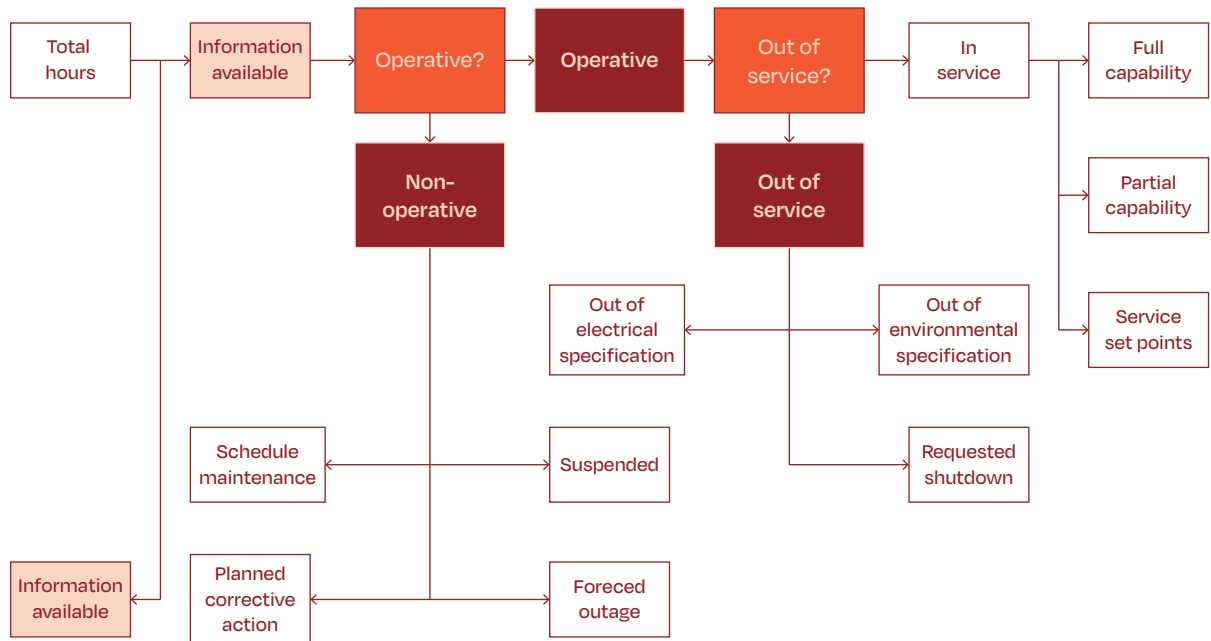 Total
hours
Information
available
Operative?
Operative
Out of
service?
In
service
Full
capability
Non-
operative
Out of
service
Partial
capability
Out of
electrical
specification
Out of
environmental
specification
Service
set points
Schedule
maintenance
Suspended
Requested
shutdown
Information
available
Planned
corrective
action
Foreced
outage